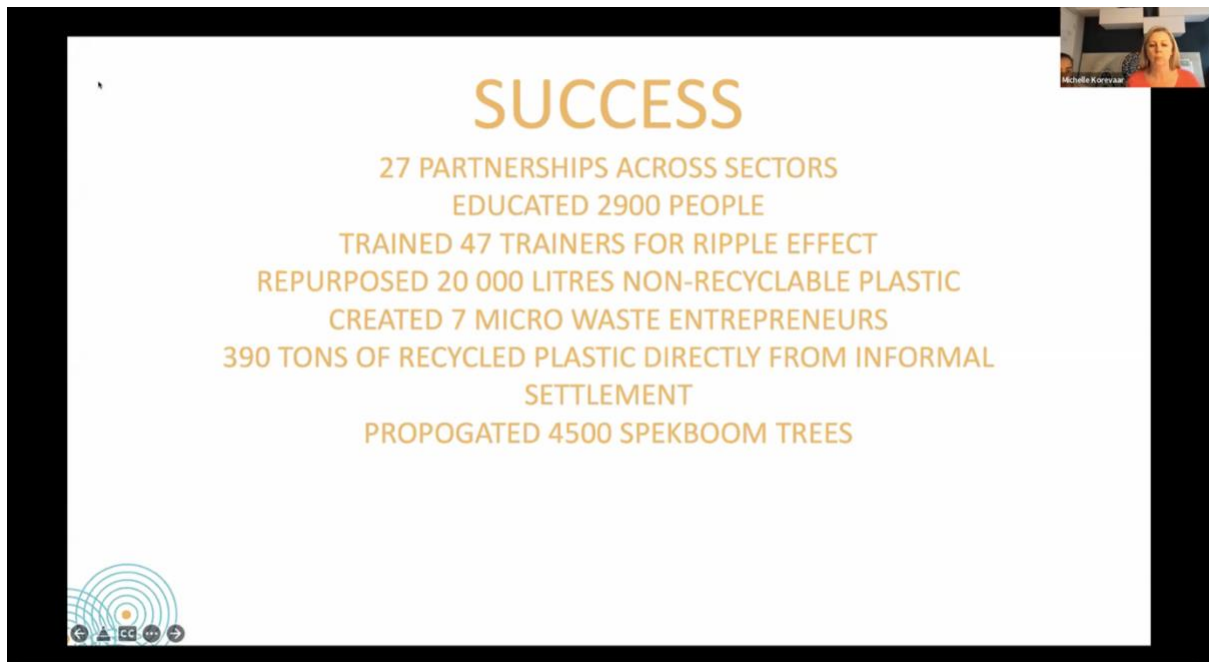 SUCCESS
27 PARTNERSHIPS ACROSS SECTORS
EDUCATED 2900 PEOPLE
TRAINED 47 TRAINERS FOR RIPPLE EFFECT
REPURPOSED 20 000 LITRES NON-RECYCLABLE PLASTIC
CREATED 7 MICRO WASTE ENTREPRENEURS
390 TONS OF RECYCLED PLASTIC DIRECTLY FROM INFORMAL
SETTLEMENT
PROPOGATED 4500 SPEKBOOM TREES
Michelle Korevaar
CC